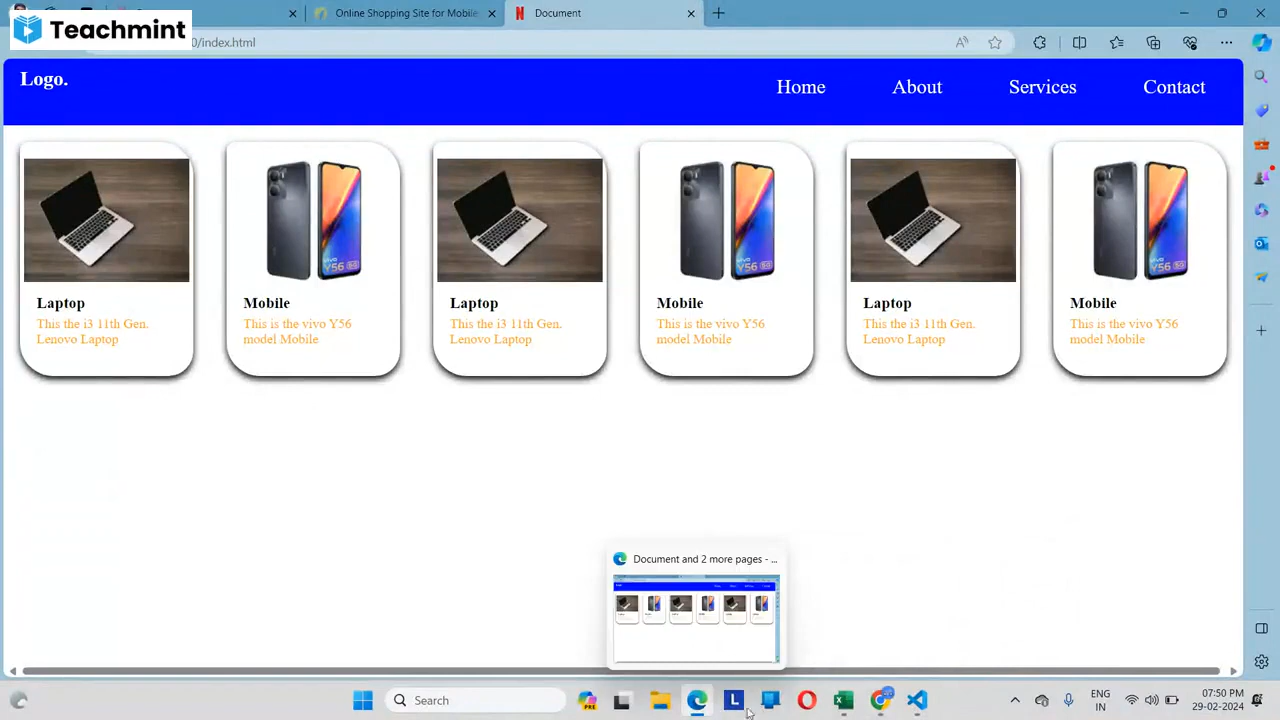 Teachmint
Online Shopping Site for Mobile
Document
0/index.html
Logo.
Home
About
Services
Contact
Laptop
This the i3 11th Gen.
Lenovo Laptop
Mobile
This is the vivo Y56
model Mobile
Laptop
This the i3 11th Gen.
Lenovo Laptop
Mobile
This is the vivo Y56
model Mobile
Laptop
This the i3 11th Gen.
Lenovo Laptop
Mobile
This is the vivo Y56
model Mobile
Document and 2 more pages - ...
Search
ENG
IN
07:50 PM
29-02-2024